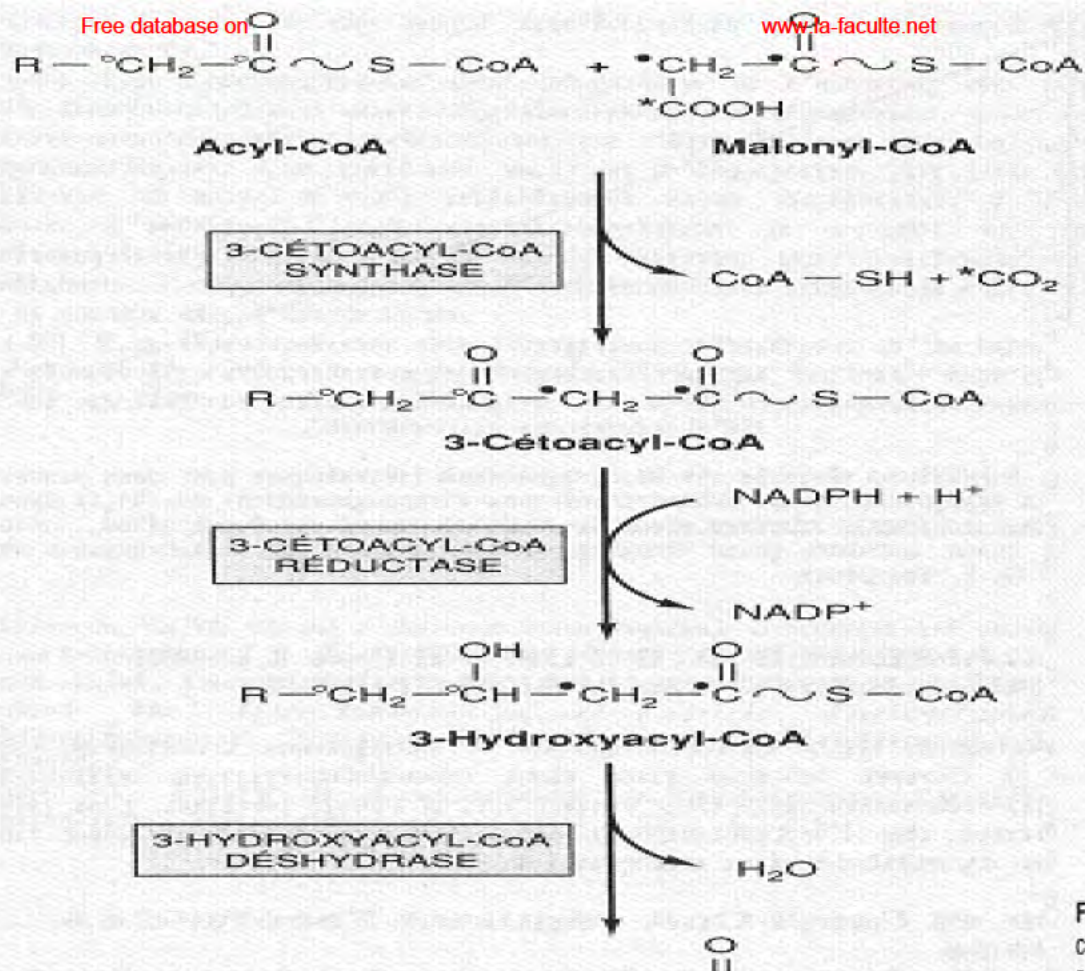 Free database on www.la-faculte.net
O O
R — °CH₂ — °C ~ S — CoA + •CH₂ — •C ~ S — CoA
*COOH
Acyl-CoA Malonyl-CoA
3-CÉTOACYL-CoA
SYNTHASE
CoA — SH + *CO₂
O O
R — °CH₂ — °C — •CH₂ — •C ~ S — CoA
3-Cétoacyl-CoA
NADPH + H⁺
3-CÉTOACYL-CoA
RÉDUCTASE
NADP⁺
OH O
R — °CH₂ — °CH — •CH₂ — •C ~ S — CoA
3-Hydroxyacyl-CoA
3-HYDROXYACYL-CoA
DÉSHYDRASE
H₂O
O